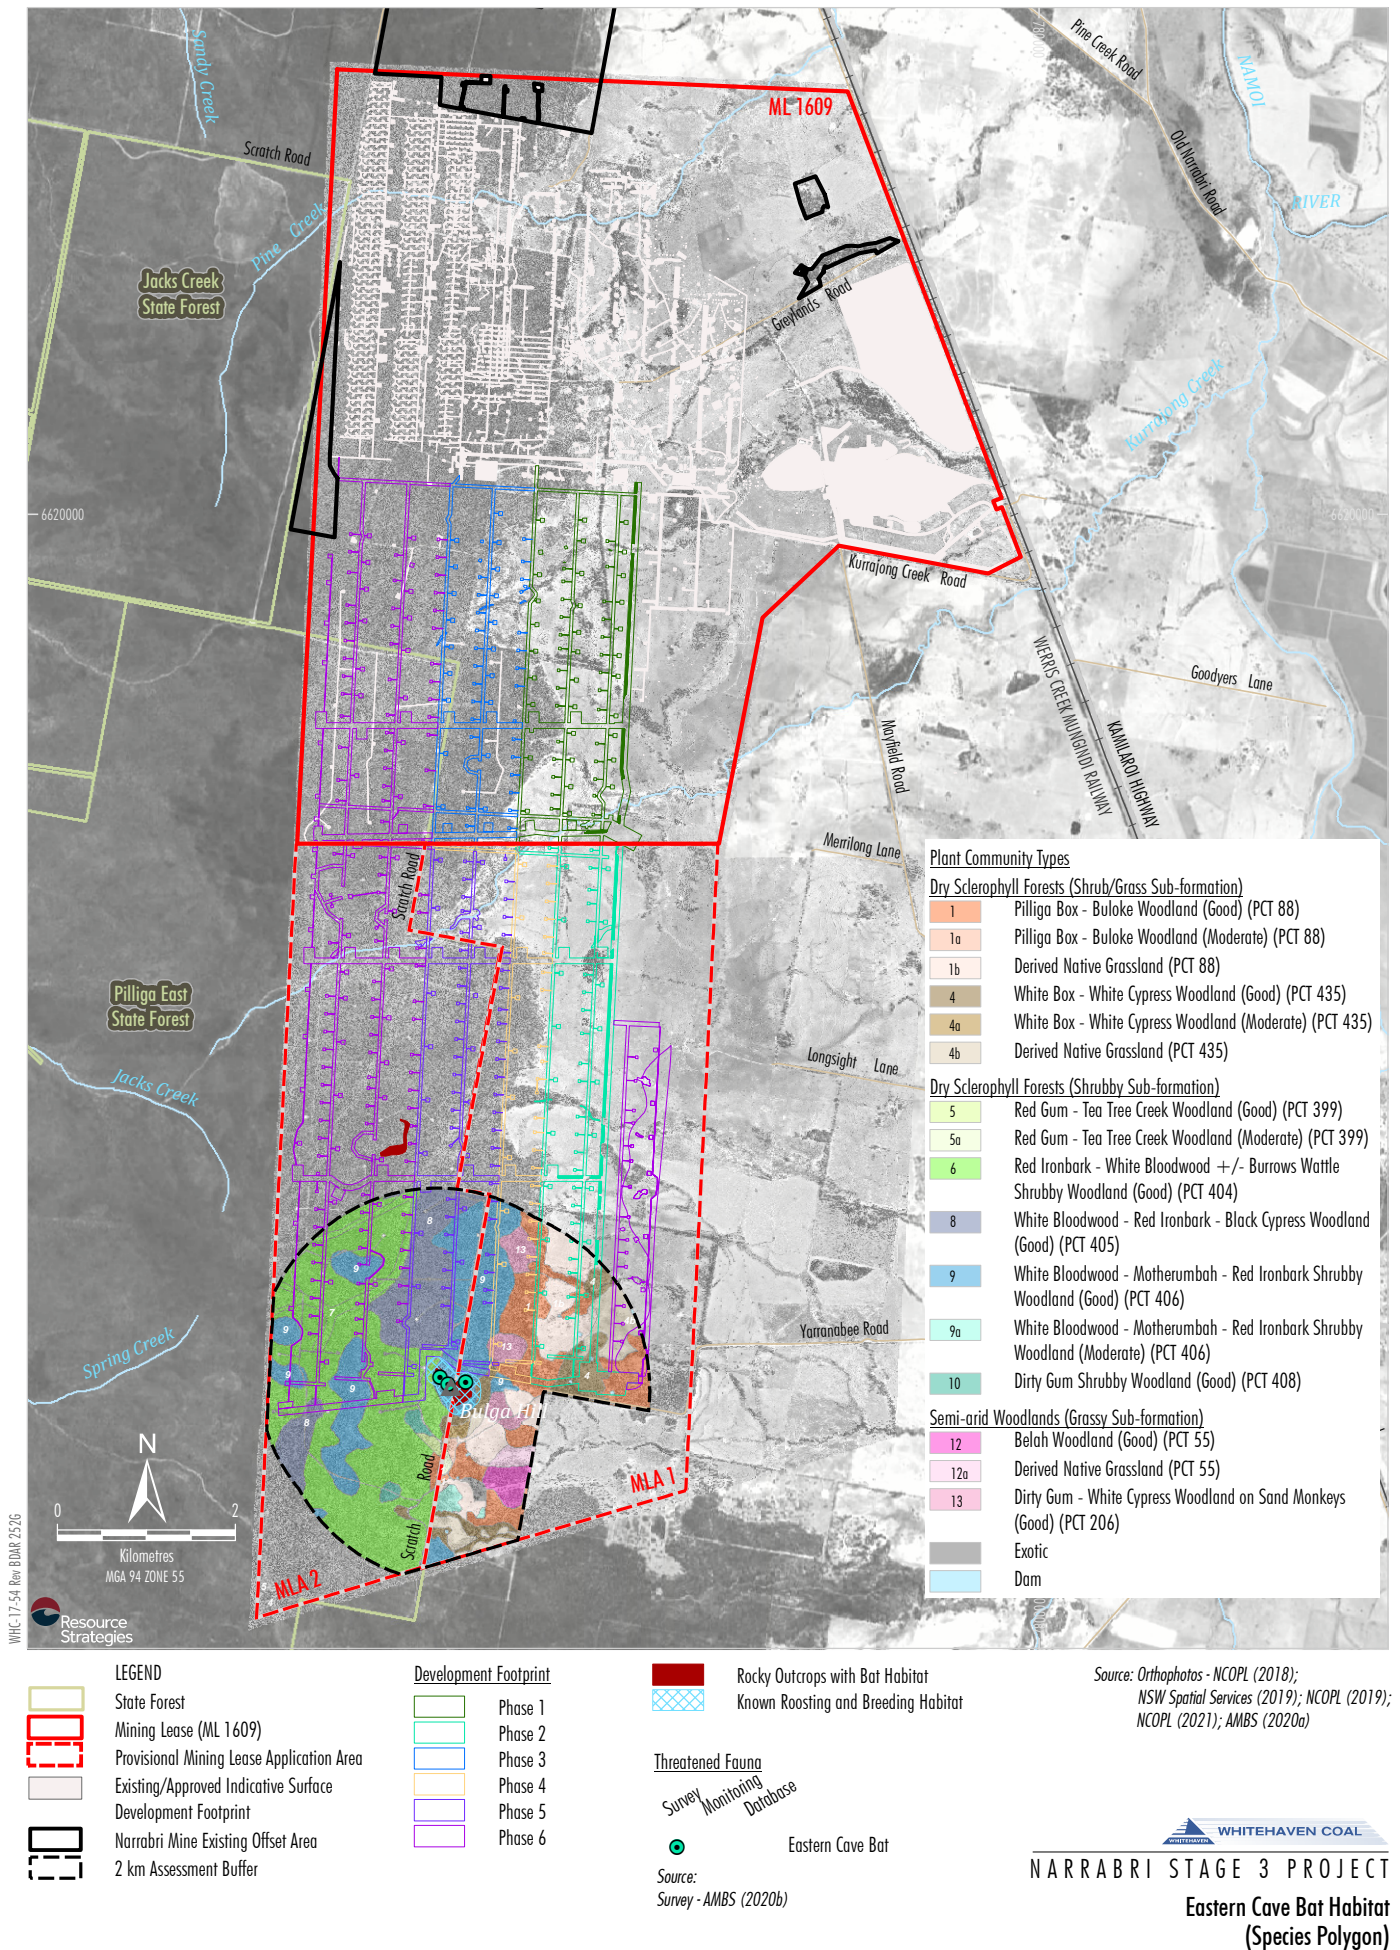 Sandy Creek
Scratch Road
Pine Creek
Jacks Creek
State Forest
ML 1609
Pine Creek Road
Old Narrabri Road
NAMOI
RIVER
Greylands Road
Kurrajong Creek
6620000
6620000
Kurrajong Creek Road
Goodyers Lane
WERRIS CREEK MUNGINDI RAILWAY
KAMILAROI HIGHWAY
Mayfield Road
Merrilong Lane
Scratch Road
Pilliga East
State Forest
Jacks Creek
Longsight Lane
Yarranabee Road
Spring Creek
8
9
13
9
7
9
13
9
9
9
8
4
Bulga Hill
Scratch Road
MLA 1
MLA 2
N
0 2
Kilometres
MGA 94 ZONE 55
WHC-17-54 Rev BDAR 252G
Resource
Strategies
Plant Community Types
Dry Sclerophyll Forests (Shrub/Grass Sub-formation)
1 Pilliga Box - Buloke Woodland (Good) (PCT 88)
1a Pilliga Box - Buloke Woodland (Moderate) (PCT 88)
1b Derived Native Grassland (PCT 88)
4 White Box - White Cypress Woodland (Good) (PCT 435)
4a White Box - White Cypress Woodland (Moderate) (PCT 435)
4b Derived Native Grassland (PCT 435)
Dry Sclerophyll Forests (Shrubby Sub-formation)
5 Red Gum - Tea Tree Creek Woodland (Good) (PCT 399)
5a Red Gum - Tea Tree Creek Woodland (Moderate) (PCT 399)
6 Red Ironbark - White Bloodwood +/- Burrows Wattle
Shrubby Woodland (Good) (PCT 404)
8 White Bloodwood - Red Ironbark - Black Cypress Woodland
(Good) (PCT 405)
9 White Bloodwood - Motherumbah - Red Ironbark Shrubby
Woodland (Good) (PCT 406)
9a White Bloodwood - Motherumbah - Red Ironbark Shrubby
Woodland (Moderate) (PCT 406)
10 Dirty Gum Shrubby Woodland (Good) (PCT 408)
Semi-arid Woodlands (Grassy Sub-formation)
12 Belah Woodland (Good) (PCT 55)
12a Derived Native Grassland (PCT 55)
13 Dirty Gum - White Cypress Woodland on Sand Monkeys
(Good) (PCT 206)
Exotic
Dam
LEGEND
State Forest
Mining Lease (ML 1609)
Provisional Mining Lease Application Area
Existing/Approved Indicative Surface
Development Footprint
Narrabri Mine Existing Offset Area
2 km Assessment Buffer
Development Footprint
Phase 1
Phase 2
Phase 3
Phase 4
Phase 5
Phase 6
Rocky Outcrops with Bat Habitat
Known Roosting and Breeding Habitat
Threatened Fauna
Survey
Monitoring
Database
Eastern Cave Bat
Source:
Survey - AMBS (2020b)
Source: Orthophotos - NCOPL (2018);
NSW Spatial Services (2019); NCOPL (2019);
NCOPL (2021); AMBS (2020a)
WHITEHAVEN
WHITEHAVEN COAL
NARRABRI STAGE 3 PROJECT
Eastern Cave Bat Habitat
(Species Polygon)